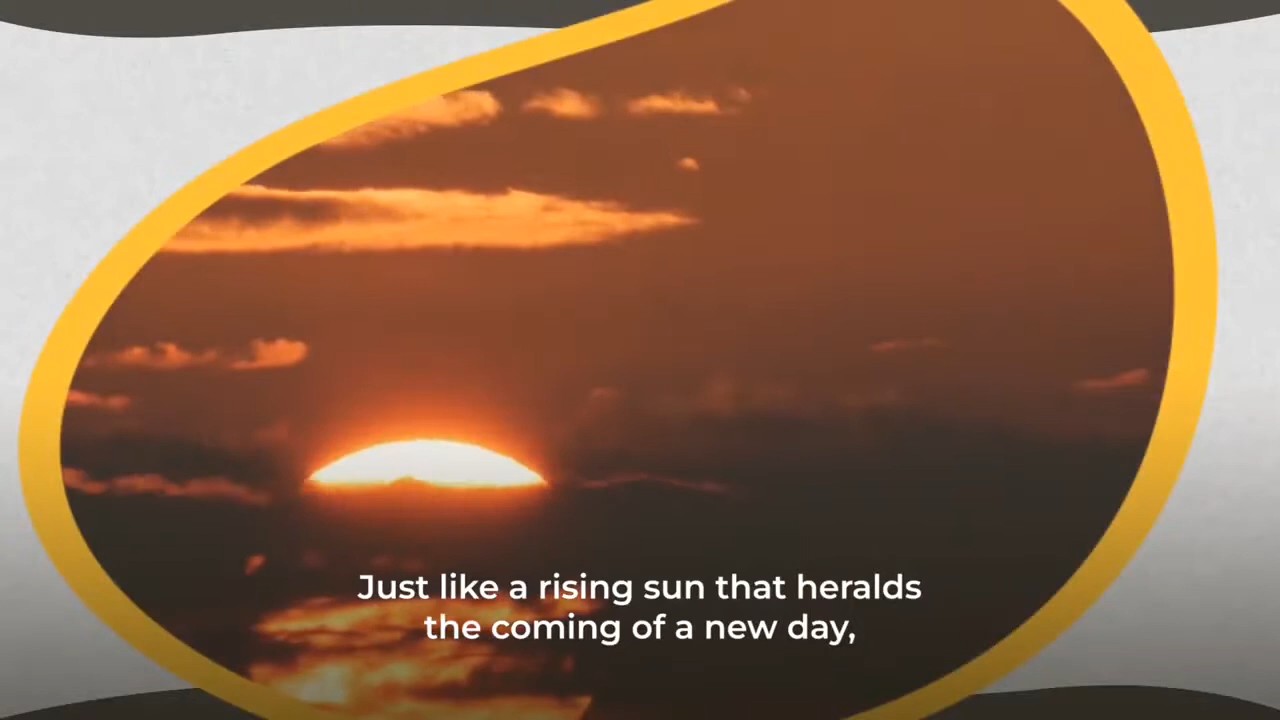 Just like a rising sun that heralds
the coming of a new day,